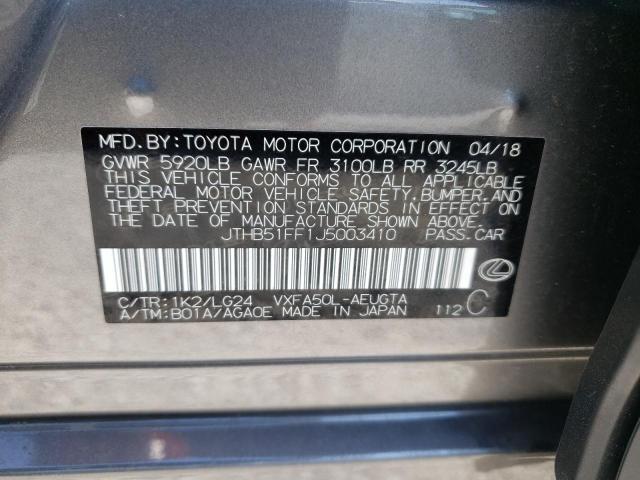 MFD.BY:TOYOTA MOTOR CORPORATION 04/18
GVWR 5920LB GAWR FR 3100LB RR 3245LB
THIS VEHICLE CONFORMS TO ALL APPLICABLE
FEDERAL MOTOR VEHICLE SAFETY,BUMPER,AND
THEFT PREVENTION STANDARDS IN EFFECT ON
THE DATE OF MANUFACTURE SHOWN ABOVE.
JTHB51FF1J5003410 PASS.CAR
C/TR:1K2/LG24 VXFA50L-AEUGTA
A/TM:B01A/AGA0E MADE IN JAPAN 112 C